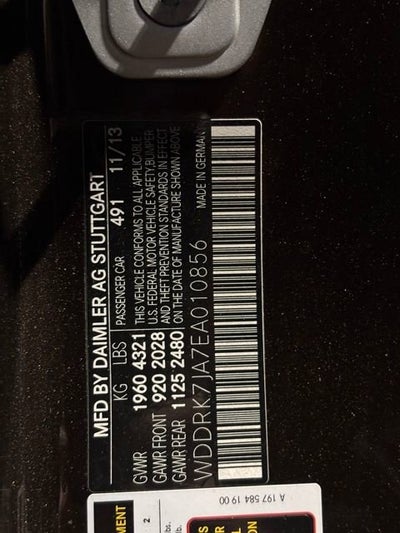 MFD BY DAIMLER AG STUTTGART
KG LBS PASSENGER CAR 491 11/13
GVWR 1960 4321 THIS VEHICLE CONFORMS TO ALL APPLICABLE
GAWR FRONT 920 2028 U.S. FEDERAL MOTOR VEHICLE SAFETY, BUMPER
GAWR REAR 1125 2480 AND THEFT PREVENTION STANDARDS IN EFFECT
ON THE DATE OF MANUFACTURE SHOWN ABOVE
WDDRK7JA7EA010856 MADE IN GERMANY
A 197 584 19 00
2
lb.